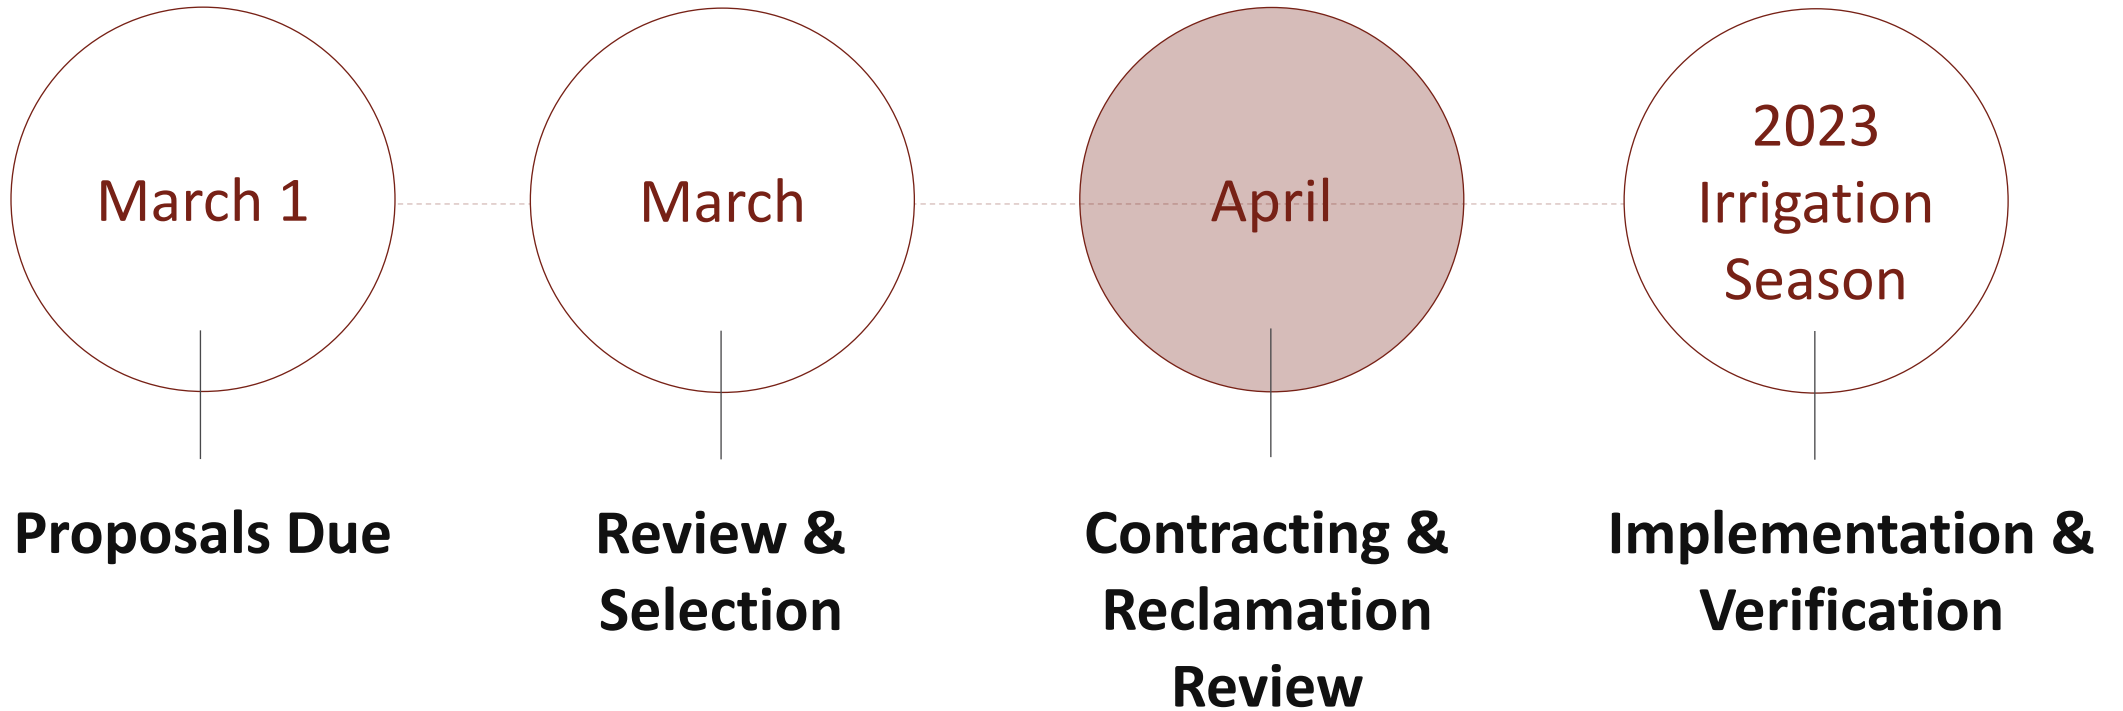 March 1
March
April
2023
Irrigation
Season
Proposals Due
Review &
Selection
Contracting &
Reclamation
Review
Implementation &
Verification